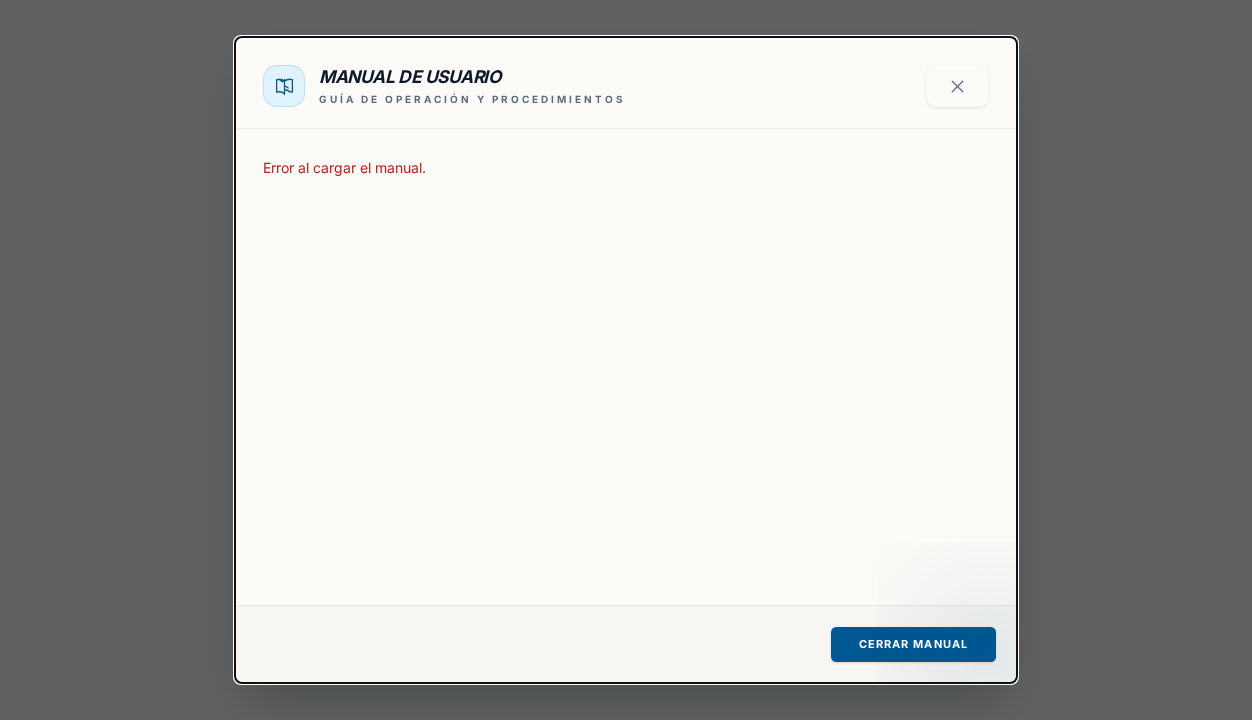 MANUAL DE USUARIO
GUÍA DE OPERACIÓN Y PROCEDIMIENTOS
Error al cargar el manual.
CERRAR MANUAL